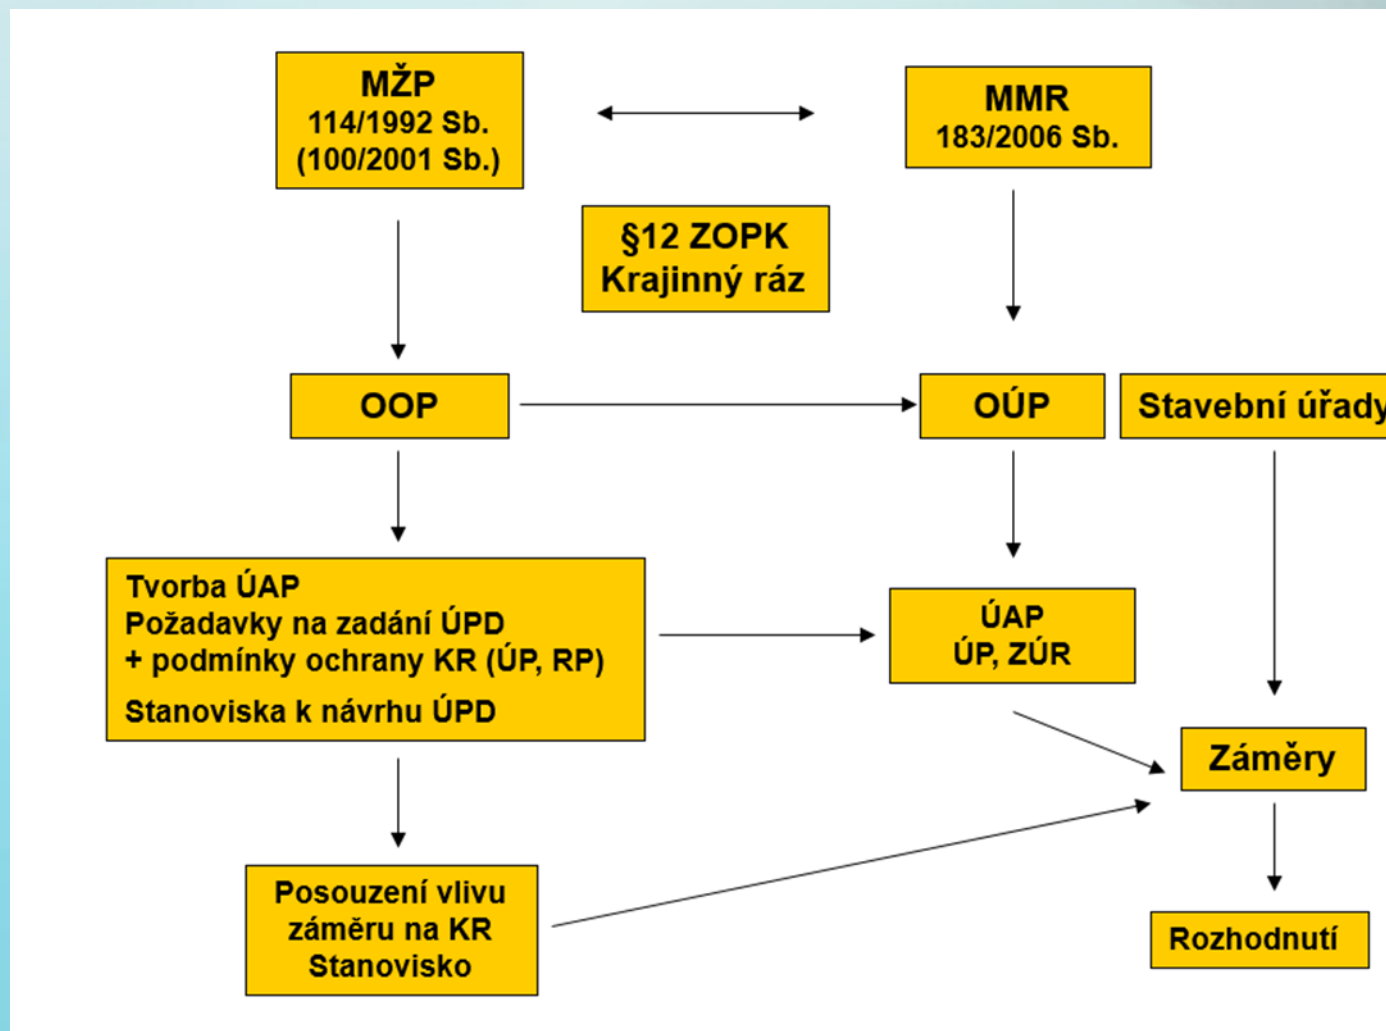 MŽP
114/1992 Sb.
(100/2001 Sb.)
MMR
183/2006 Sb.
§12 ZOPK
Krajinný ráz
OOP
OÚP
Stavební úřady
Tvorba ÚAP
Požadavky na zadání ÚPD
+ podmínky ochrany KR (ÚP, RP)
Stanoviska k návrhu ÚPD
ÚAP
ÚP, ZÚR
Záměry
Posouzení vlivu
záměru na KR
Stanovisko
Rozhodnutí